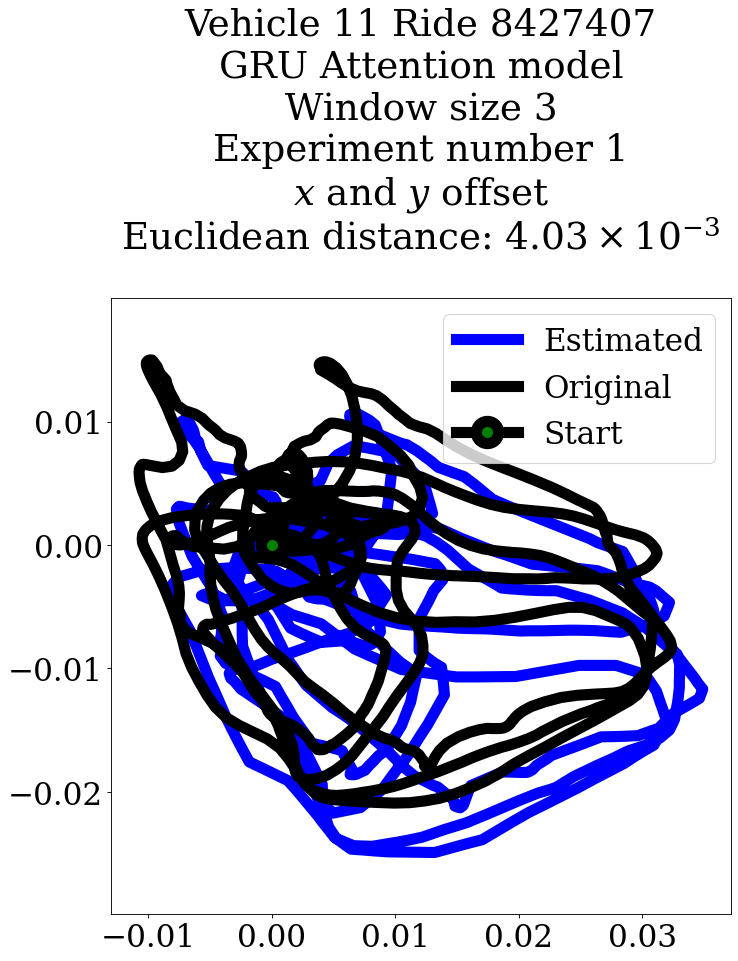 Vehicle 11 Ride 8427407
GRU Attention model
Window size 3
Experiment number 1
x and y offset
Euclidean distance: 4.03 × 10⁻³
Estimated
Original
Start
0.01
0.00
−0.01
−0.02
−0.01 0.00 0.01 0.02 0.03